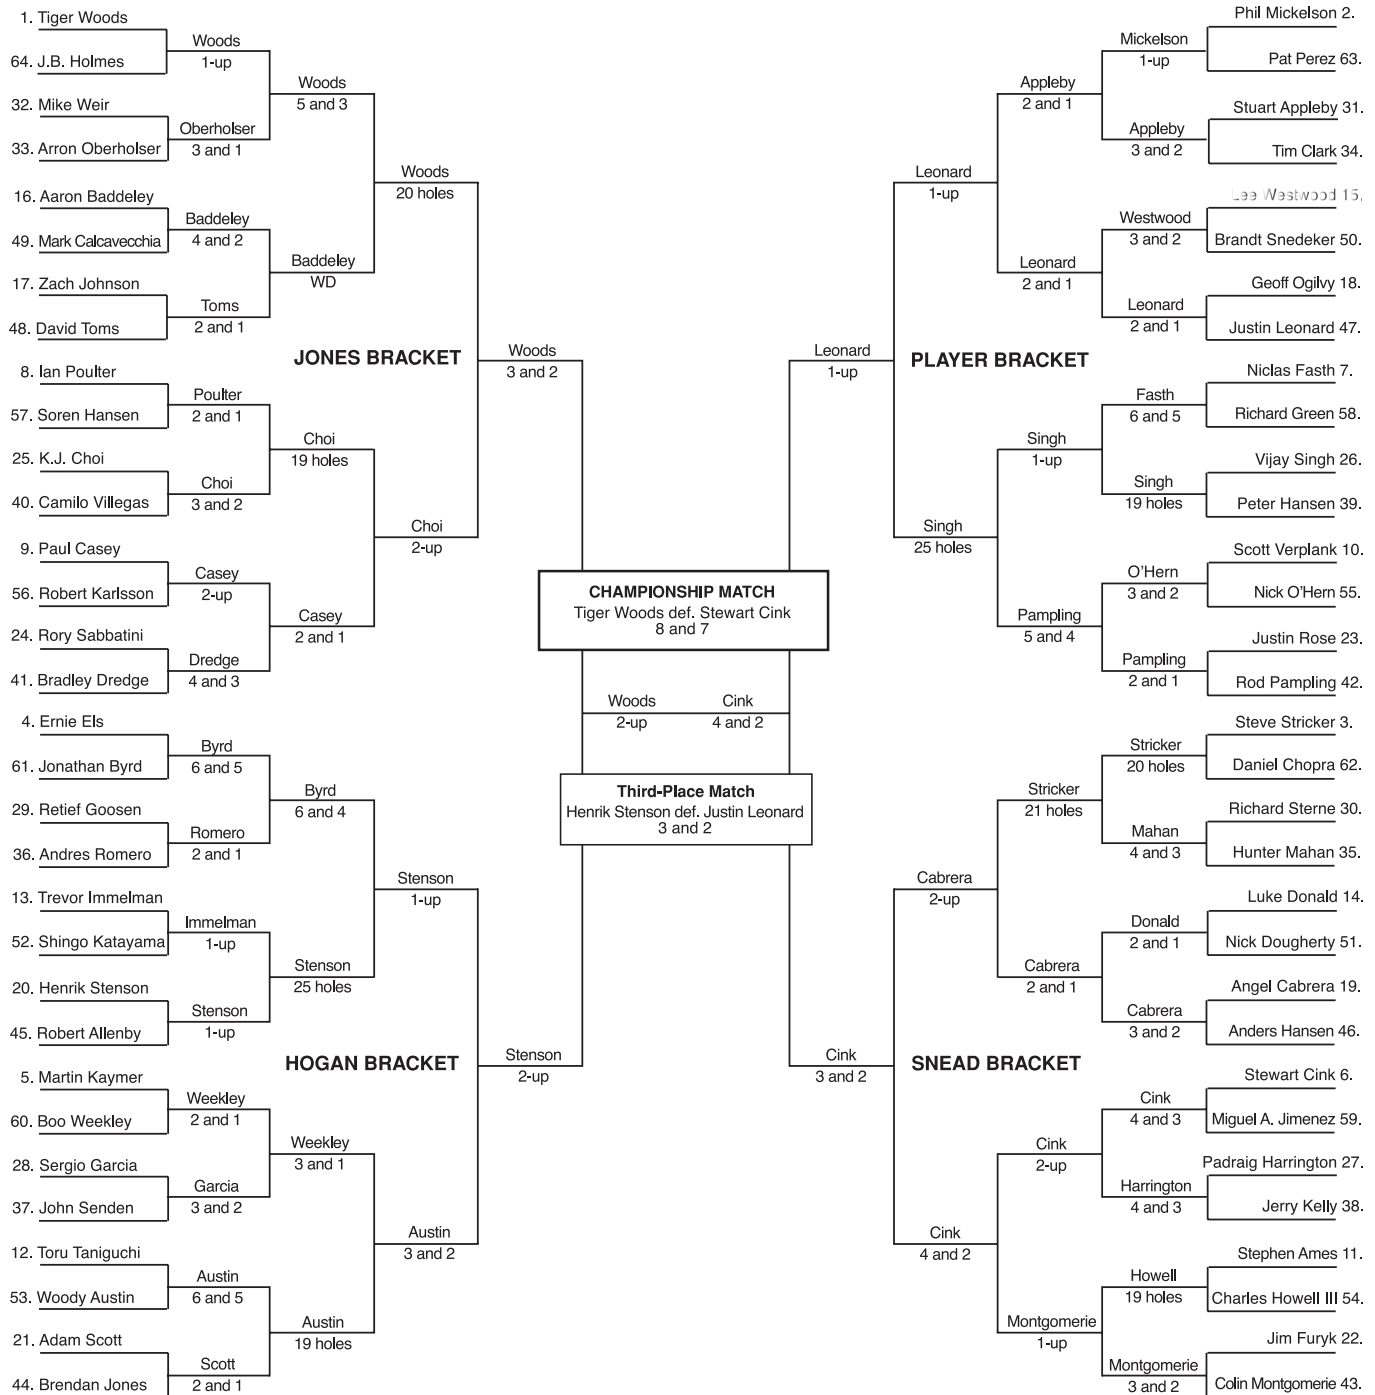 1. Tiger Woods
64. J.B. Holmes
32. Mike Weir
33. Arron Oberholser
16. Aaron Baddeley
49. Mark Calcavecchia
17. Zach Johnson
48. David Toms
8. Ian Poulter
57. Soren Hansen
25. K.J. Choi
40. Camilo Villegas
9. Paul Casey
56. Robert Karlsson
24. Rory Sabbatini
41. Bradley Dredge
4. Ernie Els
61. Jonathan Byrd
29. Retief Goosen
36. Andres Romero
13. Trevor Immelman
52. Shingo Katayama
20. Henrik Stenson
45. Robert Allenby
5. Martin Kaymer
60. Boo Weekley
28. Sergio Garcia
37. John Senden
12. Toru Taniguchi
53. Woody Austin
21. Adam Scott
44. Brendan Jones
Woods
1-up
Oberholser
3 and 1
Baddeley
4 and 2
Toms
2 and 1
Poulter
2 and 1
Choi
3 and 2
Casey
2-up
Dredge
4 and 3
Byrd
6 and 5
Romero
2 and 1
Immelman
1-up
Stenson
1-up
Weekley
2 and 1
Garcia
3 and 2
Austin
6 and 5
Scott
2 and 1
Woods
5 and 3
Baddeley
WD
Choi
19 holes
Casey
2 and 1
Byrd
6 and 4
Stenson
25 holes
Weekley
3 and 1
Austin
19 holes
Woods
20 holes
Choi
2-up
Stenson
1-up
Austin
3 and 2
JONES BRACKET
HOGAN BRACKET
Woods
3 and 2
Stenson
2-up
CHAMPIONSHIP MATCH
Tiger Woods def. Stewart Cink
8 and 7
Woods
2-up
Cink
4 and 2
Third-Place Match
Henrik Stenson def. Justin Leonard
3 and 2
Leonard
1-up
Cink
3 and 2
PLAYER BRACKET
SNEAD BRACKET
Leonard
1-up
Singh
25 holes
Cabrera
2-up
Cink
4 and 2
Appleby
2 and 1
Leonard
2 and 1
Singh
1-up
Pampling
5 and 4
Stricker
21 holes
Cabrera
2 and 1
Cink
2-up
Montgomerie
1-up
Mickelson
1-up
Appleby
3 and 2
Westwood
3 and 2
Leonard
2 and 1
Fasth
6 and 5
Singh
19 holes
O'Hern
3 and 2
Pampling
2 and 1
Stricker
20 holes
Mahan
4 and 3
Donald
2 and 1
Cabrera
3 and 2
Cink
4 and 3
Harrington
4 and 3
Howell
19 holes
Montgomerie
3 and 2
Phil Mickelson 2.
Pat Perez 63.
Stuart Appleby 31.
Tim Clark 34.
Lee Westwood 15.
Brandt Snedeker 50.
Geoff Ogilvy 18.
Justin Leonard 47.
Niclas Fasth 7.
Richard Green 58.
Vijay Singh 26.
Peter Hansen 39.
Scott Verplank 10.
Nick O'Hern 55.
Justin Rose 23.
Rod Pampling 42.
Steve Stricker 3.
Daniel Chopra 62.
Richard Sterne 30.
Hunter Mahan 35.
Luke Donald 14.
Nick Dougherty 51.
Angel Cabrera 19.
Anders Hansen 46.
Stewart Cink 6.
Miguel A. Jimenez 59.
Padraig Harrington 27.
Jerry Kelly 38.
Stephen Ames 11.
Charles Howell III 54.
Jim Furyk 22.
Colin Montgomerie 43.